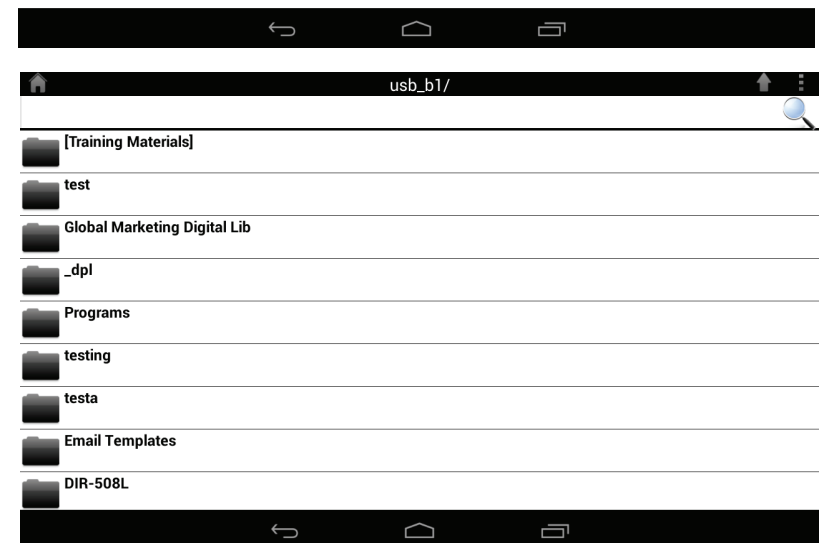 usb_b1/
[Training Materials]
test
Global Marketing Digital Lib
_dpl
Programs
testing
testa
Email Templates
DIR-508L